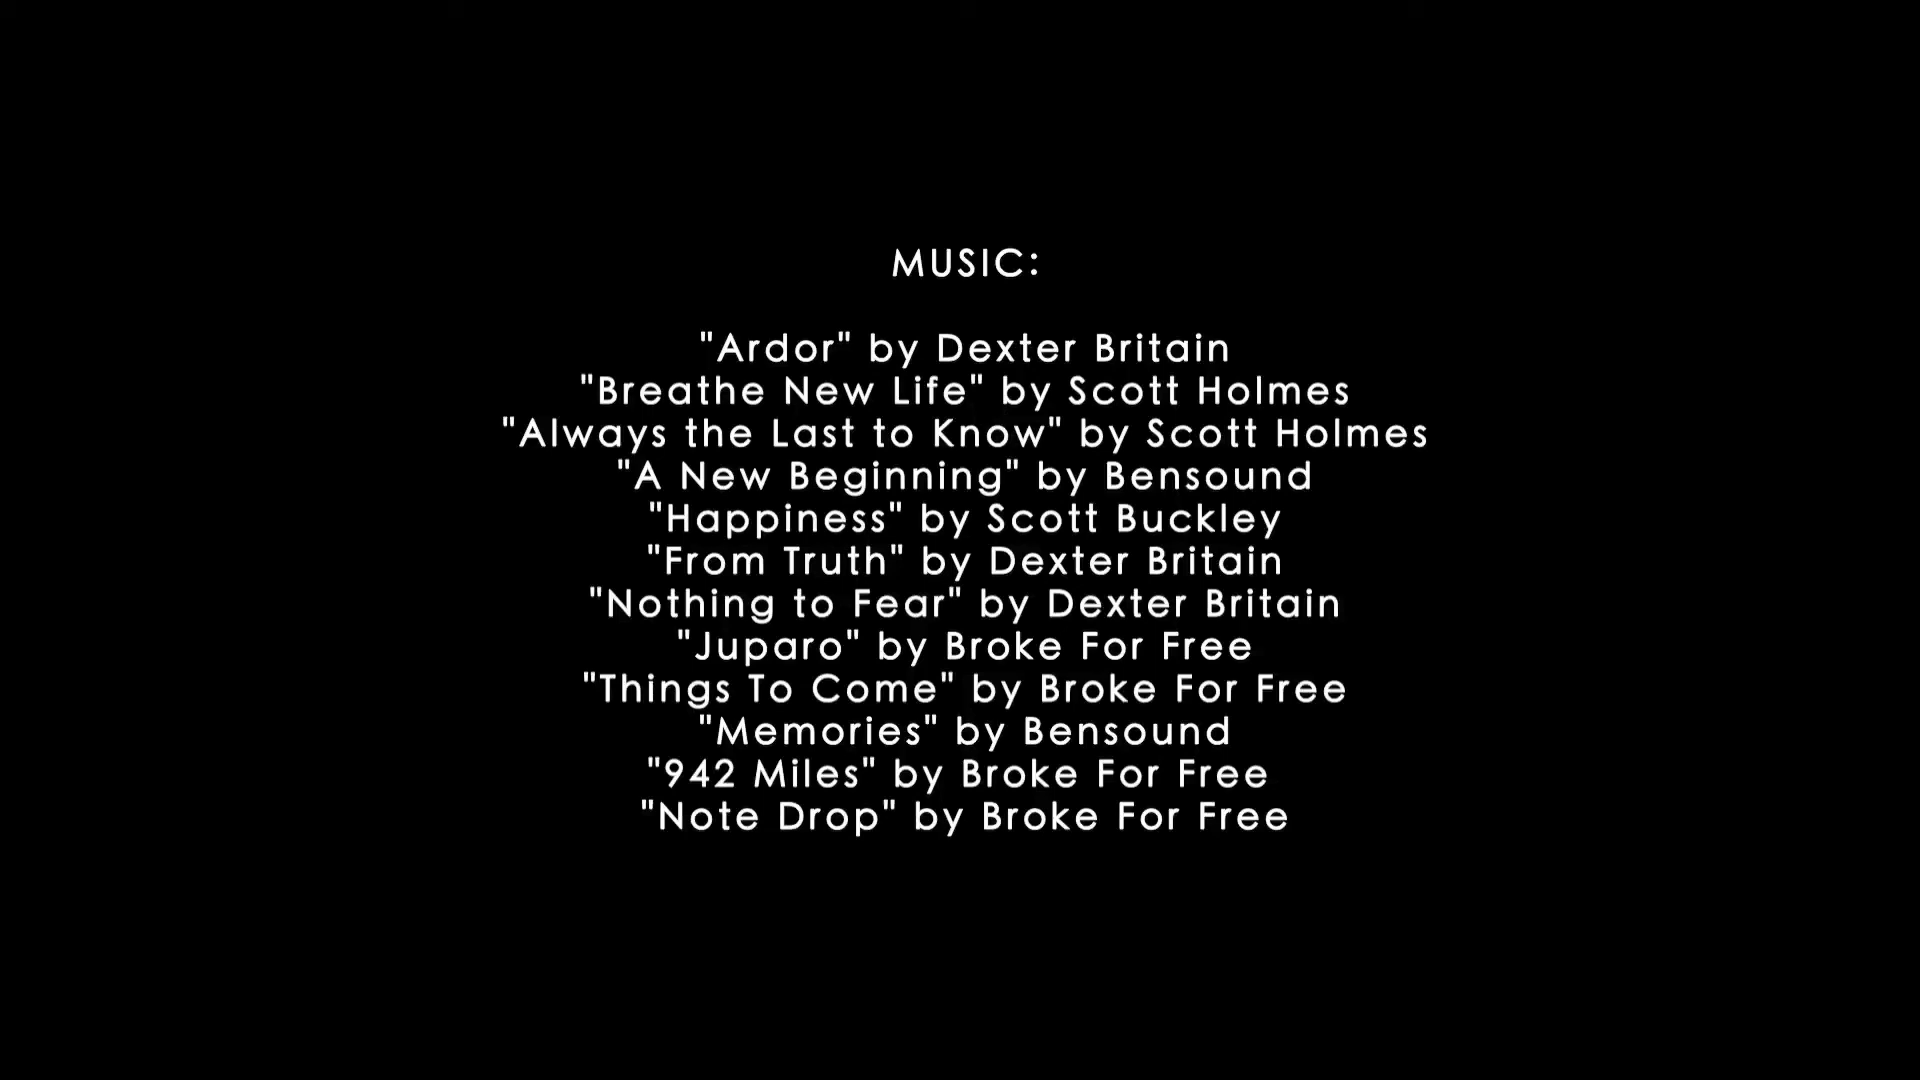 MUSIC:
"Ardor" by Dexter Britain
"Breathe New Life" by Scott Holmes
"Always the Last to Know" by Scott Holmes
"A New Beginning" by Bensound
"Happiness" by Scott Buckley
"From Truth" by Dexter Britain
"Nothing to Fear" by Dexter Britain
"Juparo" by Broke For Free
"Things To Come" by Broke For Free
"Memories" by Bensound
"942 Miles" by Broke For Free
"Note Drop" by Broke For Free